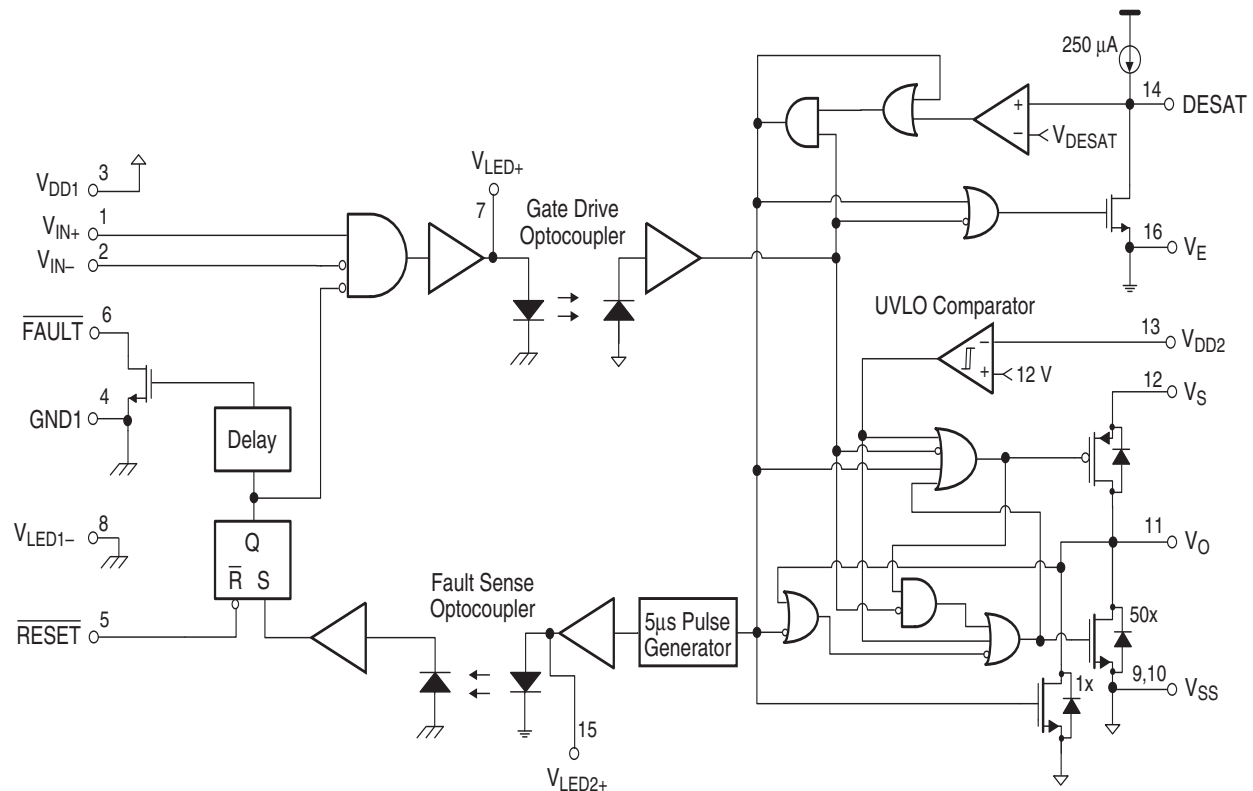 250 µA
14
DESAT
+
−
V_DESAT
V_LED+
7
Gate Drive
Optocoupler
3
V_DD1
1
V_IN+
2
V_IN−
16
V_E
6
F̅A̅U̅L̅T̅
UVLO Comparator
−
+
12 V
13
V_DD2
12
V_S
4
GND1
Delay
8
V_LED1−
Q
R̅ S
11
V_O
Fault Sense
Optocoupler
5µs Pulse
Generator
5
R̅E̅S̅E̅T̅
50x
9,10
V_SS
1x
15
V_LED2+